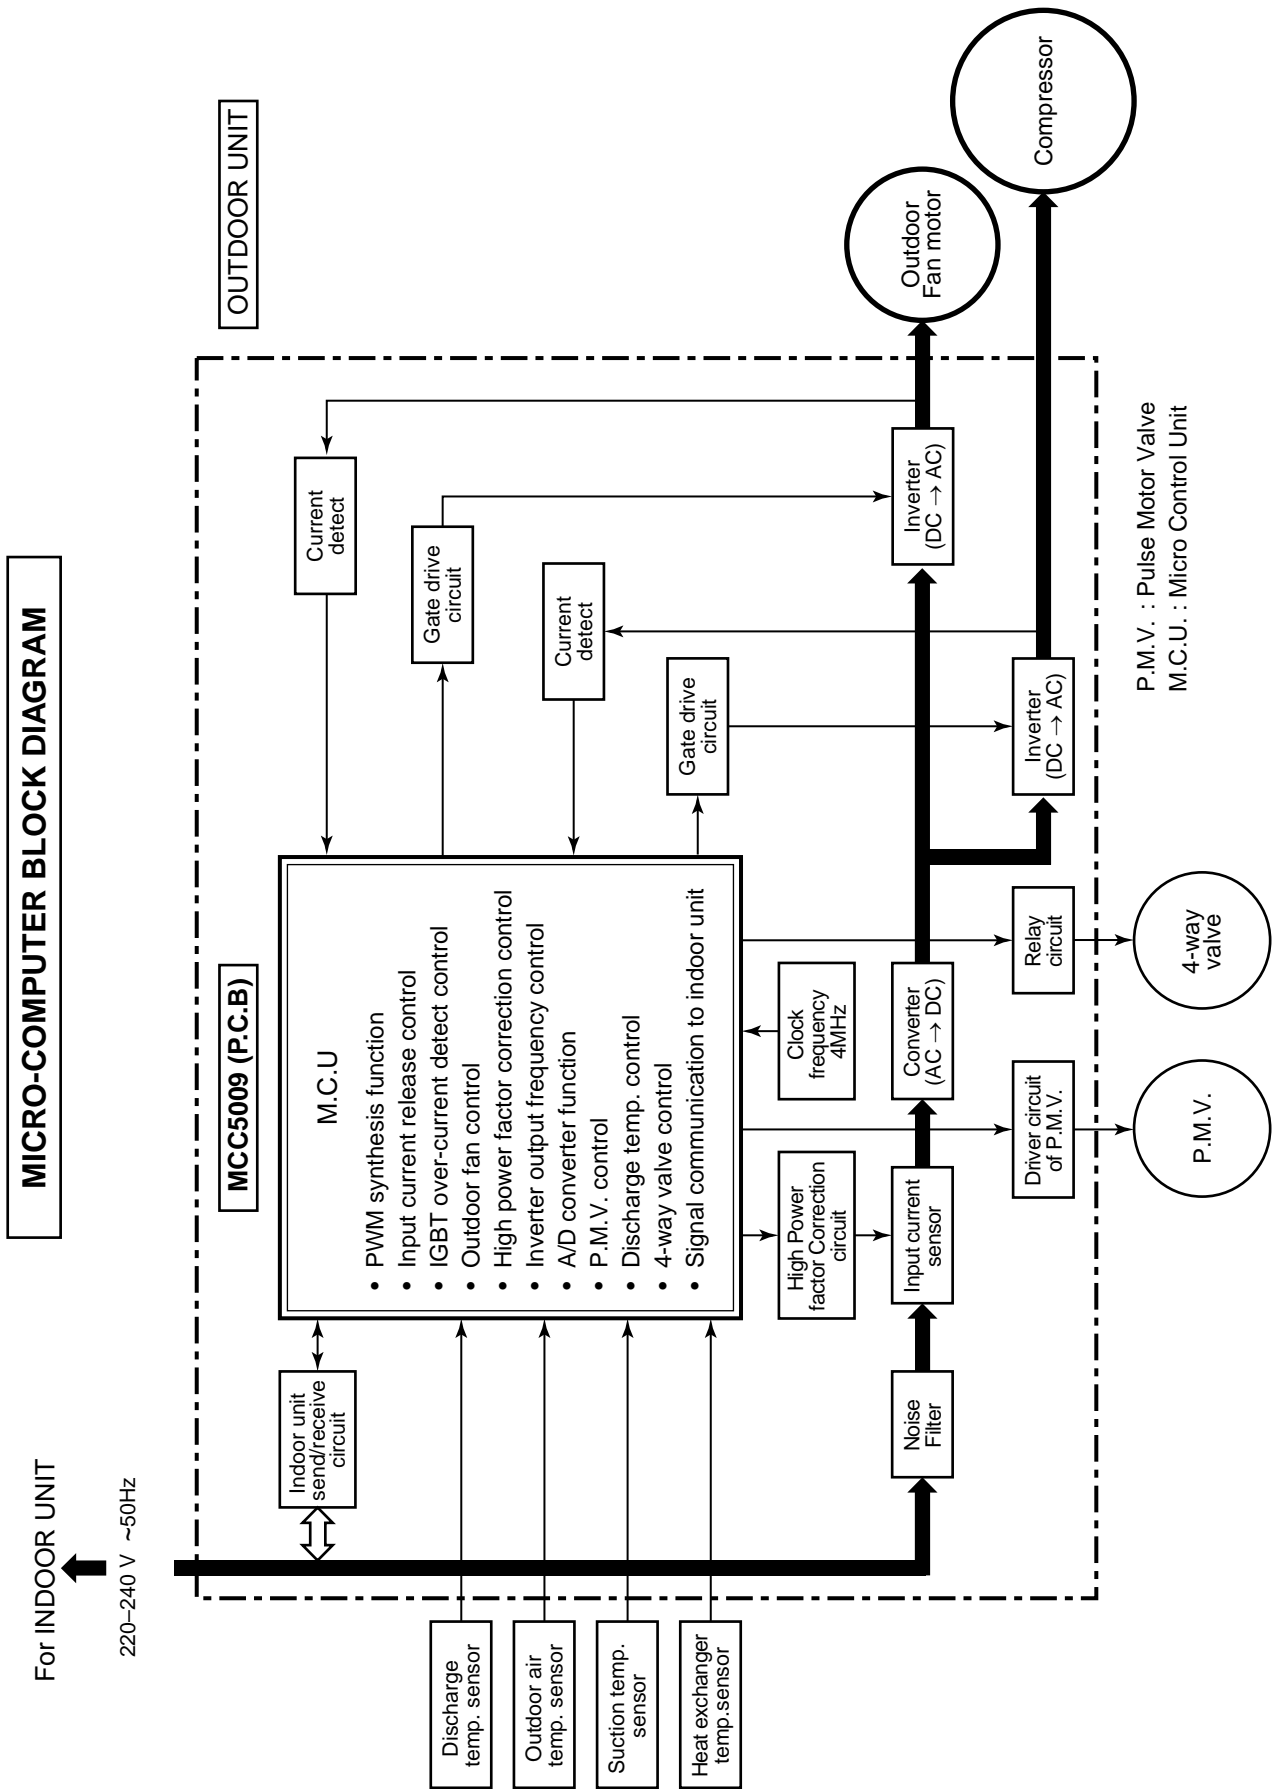 MICRO-COMPUTER BLOCK DIAGRAM
For INDOOR UNIT
220–240 V ~50Hz
MCC5009 (P.C.B)
OUTDOOR UNIT
Indoor unit
send/receive
circuit
M.C.U
• PWM synthesis function
• Input current release control
• IGBT over-current detect control
• Outdoor fan control
• High power factor correction control
• Inverter output frequency control
• A/D converter function
• P.M.V. control
• Discharge temp. control
• 4-way valve control
• Signal communication to indoor unit
Current
detect
Gate drive
circuit
Current
detect
Gate drive
circuit
Discharge
temp. sensor
Outdoor air
temp. sensor
Suction temp.
sensor
Heat exchanger
temp.sensor
High Power
factor Correction
circuit
Clock
frequency
4MHz
Noise
Filter
Input current
sensor
Converter
(AC → DC)
Inverter
(DC → AC)
Outdoor
Fan motor
Driver circuit
of P.M.V.
Relay
circuit
Inverter
(DC → AC)
Compressor
P.M.V.
4-way
valve
P.M.V. : Pulse Motor Valve
M.C.U. : Micro Control Unit